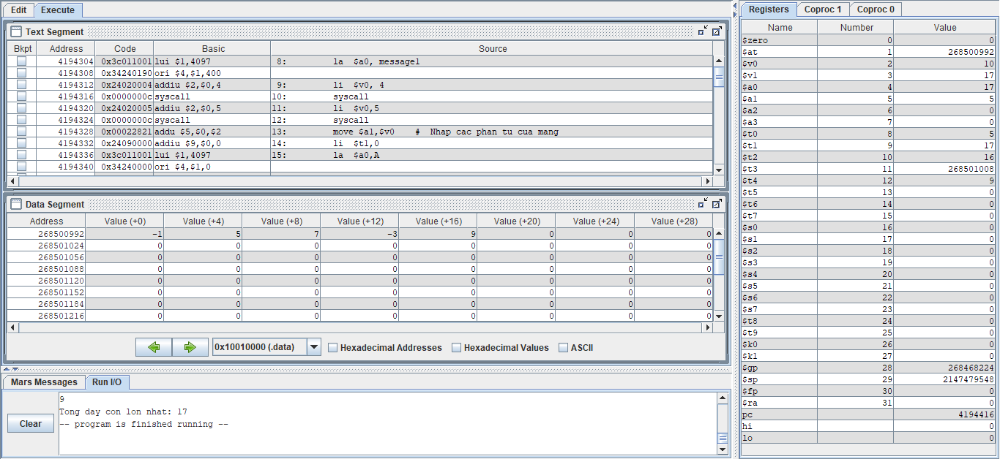 Edit Execute
Text Segment
Bkpt Address Code Basic Source
4194304 0x3c011001 lui $1,4097 8: la $a0, message1
4194308 0x34240190 ori $4,$1,400
4194312 0x24020004 addiu $2,$0,4 9: li $v0, 4
4194316 0x0000000c syscall 10: syscall
4194320 0x24020005 addiu $2,$0,5 11: li $v0,5
4194324 0x0000000c syscall 12: syscall
4194328 0x00022821 addu $5,$0,$2 13: move $a1,$v0 # Nhap cac phan tu cua mang
4194332 0x24090000 addiu $9,$0,0 14: li $t1,0
4194336 0x3c011001 lui $1,4097 15: la $a0,A
4194340 0x34240000 ori $4,$1,0
Data Segment
Address Value (+0) Value (+4) Value (+8) Value (+12) Value (+16) Value (+20) Value (+24) Value (+28)
268500992 -1 5 7 -3 9 0 0 0
268501024 0 0 0 0 0 0 0 0
268501056 0 0 0 0 0 0 0 0
268501088 0 0 0 0 0 0 0 0
268501120 0 0 0 0 0 0 0 0
268501152 0 0 0 0 0 0 0 0
268501184 0 0 0 0 0 0 0 0
268501216 0 0 0 0 0 0 0 0
0x10010000 (.data) Hexadecimal Addresses Hexadecimal Values ASCII
Mars Messages Run I/O
Clear
9
Tong day con lon nhat: 17
-- program is finished running --
Registers Coproc 1 Coproc 0
Name Number Value
$zero 0 0
$at 1 268500992
$v0 2 10
$v1 3 17
$a0 4 17
$a1 5 5
$a2 6 0
$a3 7 0
$t0 8 5
$t1 9 17
$t2 10 16
$t3 11 268501008
$t4 12 9
$t5 13 0
$t6 14 0
$t7 15 0
$s0 16 0
$s1 17 0
$s2 18 0
$s3 19 0
$s4 20 0
$s5 21 0
$s6 22 0
$s7 23 0
$t8 24 0
$t9 25 0
$k0 26 0
$k1 27 0
$gp 28 268468224
$sp 29 2147479548
$fp 30 0
$ra 31 0
pc 4194416
hi 0
lo 0